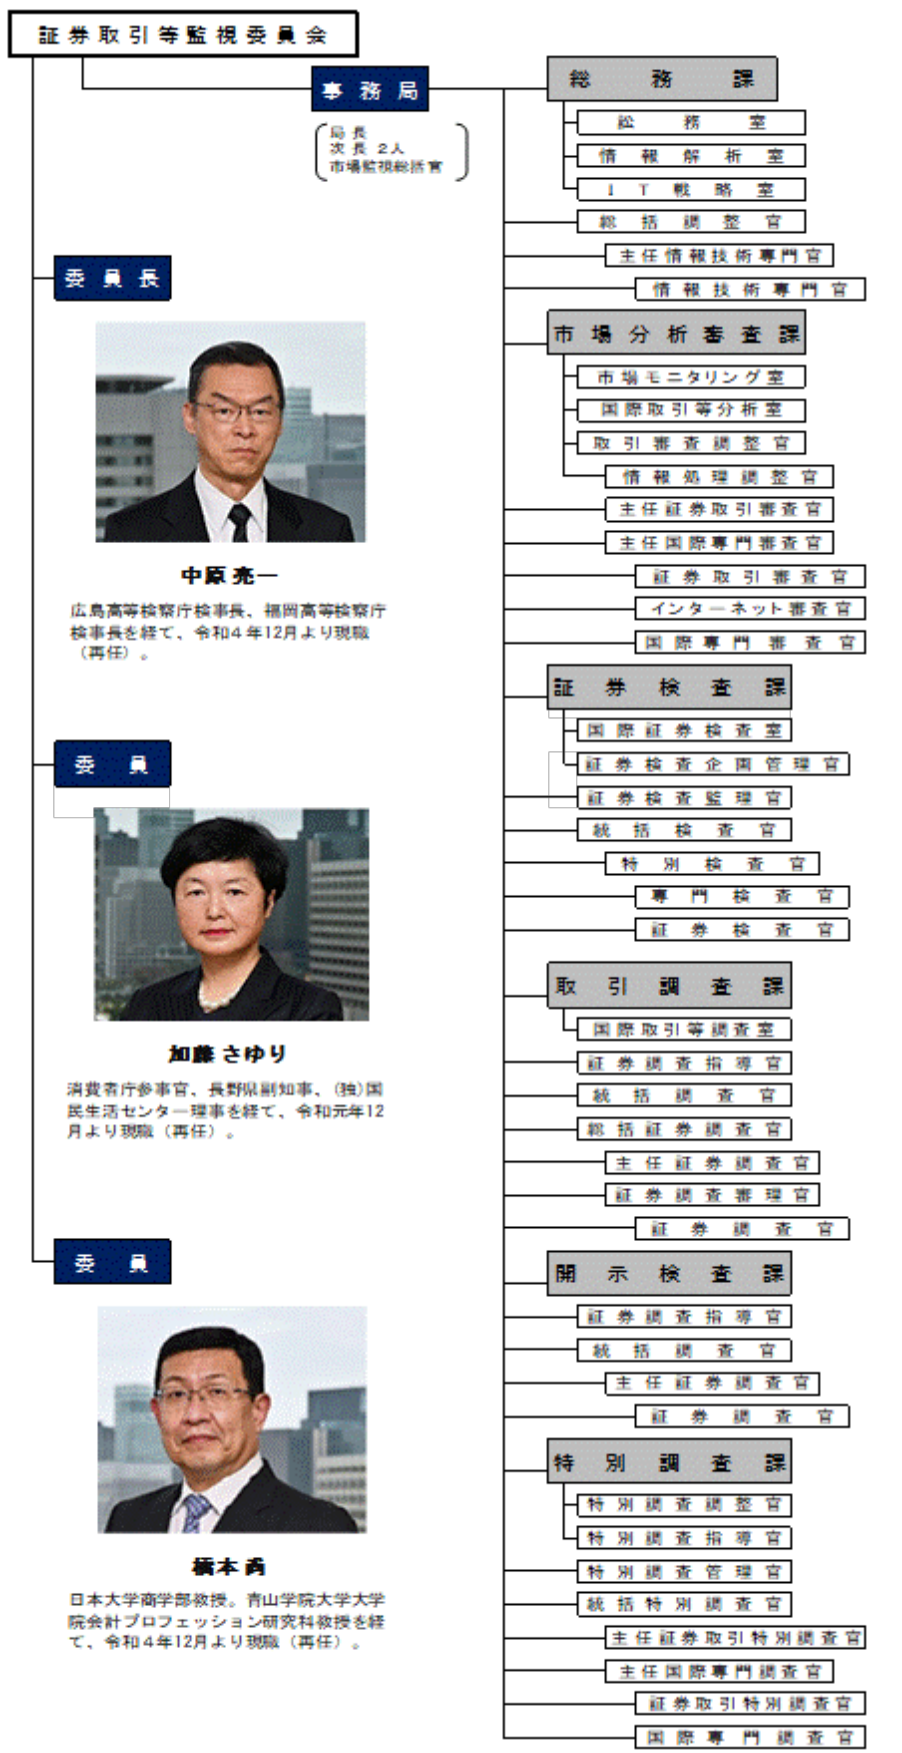 証券取引等監視委員会
事務局
局長
次長 2人
市場監視総括官
委員長
中原 亮一
広島高等検察庁検事長、福岡高等検察庁
検事長を経て、令和4年12月より現職
(再任)。
委員
加藤 さゆり
消費者庁参事官、長野県副知事、(独)国
民生活センター理事を経て、令和元年12
月より現職(再任)。
委員
橋本 尚
日本大学商学部教授。青山学院大学大学
院会計プロフェッション研究科教授を経
て、令和4年12月より現職(再任)。
総務課
訟務室
情報解析室
IT戦略室
総括調整官
主任情報技術専門官
情報技術専門官
市場分析審査課
市場モニタリング室
国際取引等分析室
取引審査調整官
情報処理調整官
主任証券取引審査官
主任国際専門審査官
証券取引審査官
インターネット審査官
国際専門審査官
証券検査課
国際証券検査室
証券検査企画管理官
証券検査監理官
統括検査官
特別検査官
専門検査官
証券検査官
取引調査課
国際取引等調査室
証券調査指導官
統括調査官
総括証券調査官
主任証券調査官
証券調査審理官
証券調査官
開示検査課
証券調査指導官
統括調査官
主任証券調査官
証券調査官
特別調査課
特別調査調整官
特別調査指導官
特別調査管理官
統括特別調査官
主任証券取引特別調査官
主任国際専門調査官
証券取引特別調査官
国際専門調査官